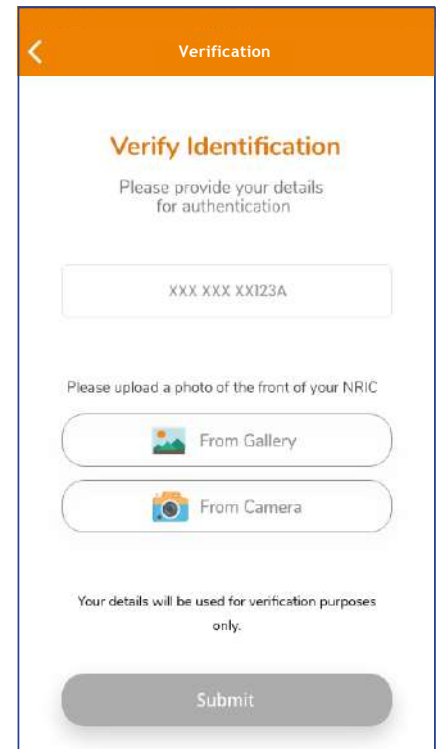 Verification
Verify Identification
Please provide your details
for authentication
XXX XXX XX123A
Please upload a photo of the front of your NRIC
From Gallery
From Camera
Your details will be used for verification purposes
only.
Submit